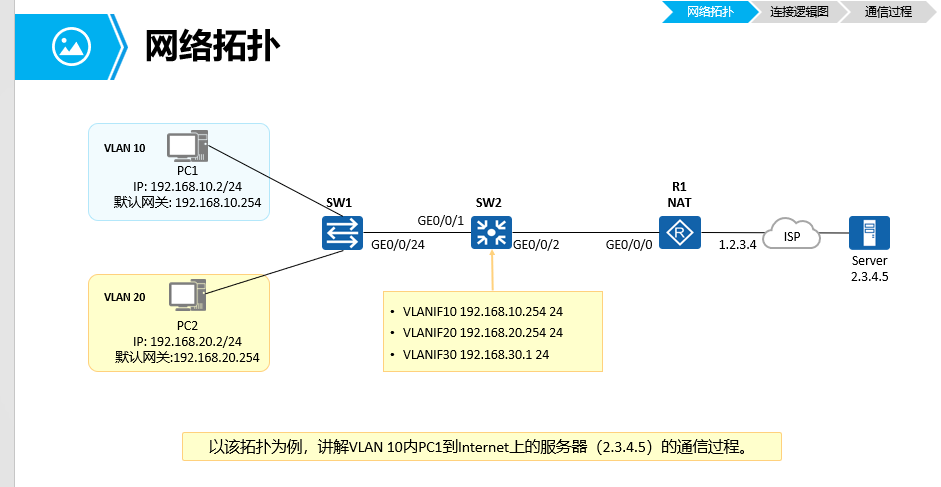 网络拓扑
连接逻辑图
通信过程
网络拓扑
VLAN 10
PC1
IP: 192.168.10.2/24
默认网关: 192.168.10.254
VLAN 20
PC2
IP: 192.168.20.2/24
默认网关:192.168.20.254
SW1
GE0/0/24
GE0/0/1
SW2
GE0/0/2
• VLANIF10 192.168.10.254 24
• VLANIF20 192.168.20.254 24
• VLANIF30 192.168.30.1 24
R1
NAT
R
GE0/0/0
1.2.3.4
ISP
Server
2.3.4.5
以该拓扑为例，讲解VLAN 10内PC1到Internet上的服务器（2.3.4.5）的通信过程。